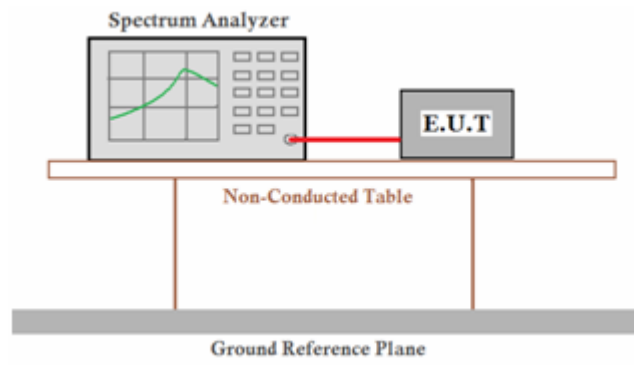 Spectrum Analyzer
E.U.T
Non-Conducted Table
Ground Reference Plane